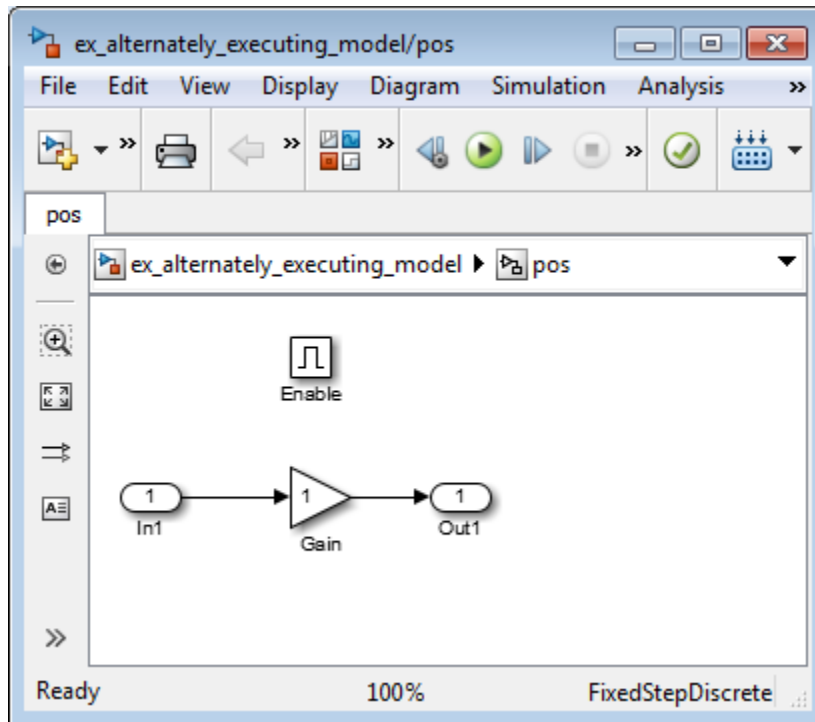 ex_alternately_executing_model/pos
File Edit View Display Diagram Simulation Analysis »
» » » »
pos
ex_alternately_executing_model pos
Enable
1 1 1
In1 Gain Out1
»
Ready 100% FixedStepDiscrete